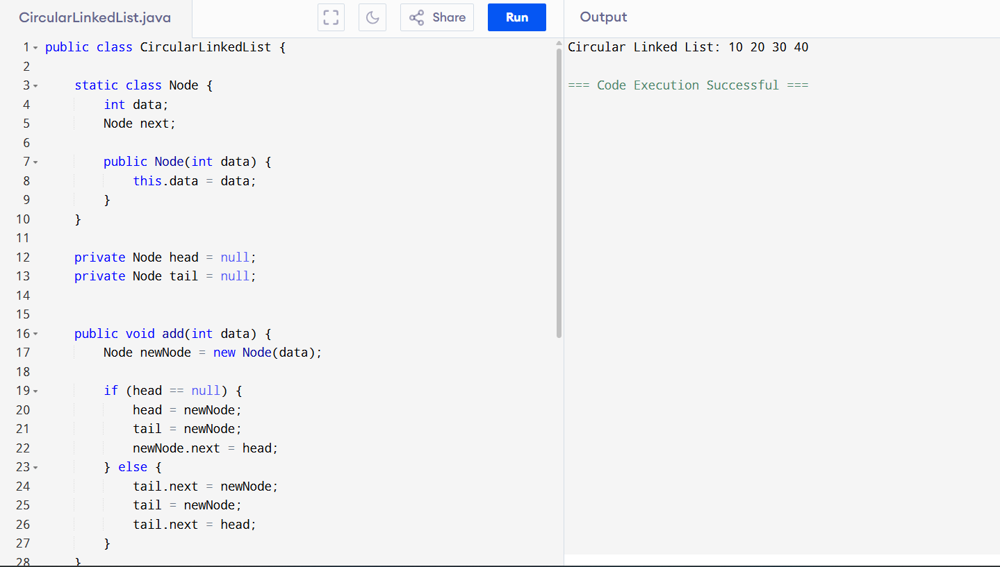 CircularLinkedList.java
Share
Run
Output
1 public class CircularLinkedList {
2
3     static class Node {
4         int data;
5         Node next;
6
7         public Node(int data) {
8             this.data = data;
9         }
10     }
11
12     private Node head = null;
13     private Node tail = null;
14
15
16     public void add(int data) {
17         Node newNode = new Node(data);
18
19         if (head == null) {
20             head = newNode;
21             tail = newNode;
22             newNode.next = head;
23         } else {
24             tail.next = newNode;
25             tail = newNode;
26             tail.next = head;
27         }
28     }
Circular Linked List: 10 20 30 40
=== Code Execution Successful ===